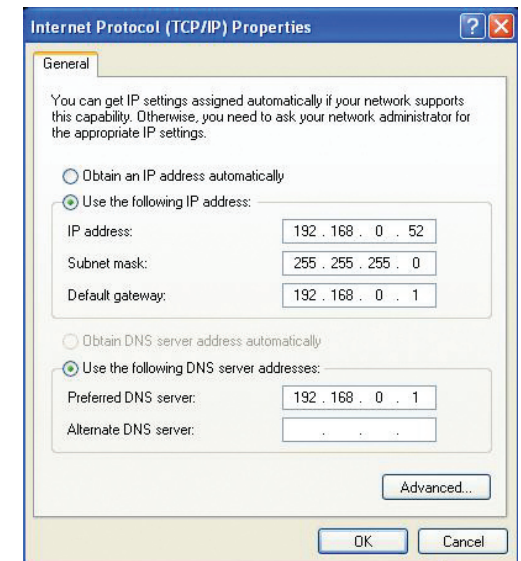 Internet Protocol (TCP/IP) Properties
General
You can get IP settings assigned automatically if your network supports
this capability. Otherwise, you need to ask your network administrator for
the appropriate IP settings.
Obtain an IP address automatically
Use the following IP address:
IP address: 192 . 168 . 0 . 52
Subnet mask: 255 . 255 . 255 . 0
Default gateway: 192 . 168 . 0 . 1
Obtain DNS server address automatically
Use the following DNS server addresses:
Preferred DNS server: 192 . 168 . 0 . 1
Alternate DNS server: . . .
Advanced...
OK Cancel